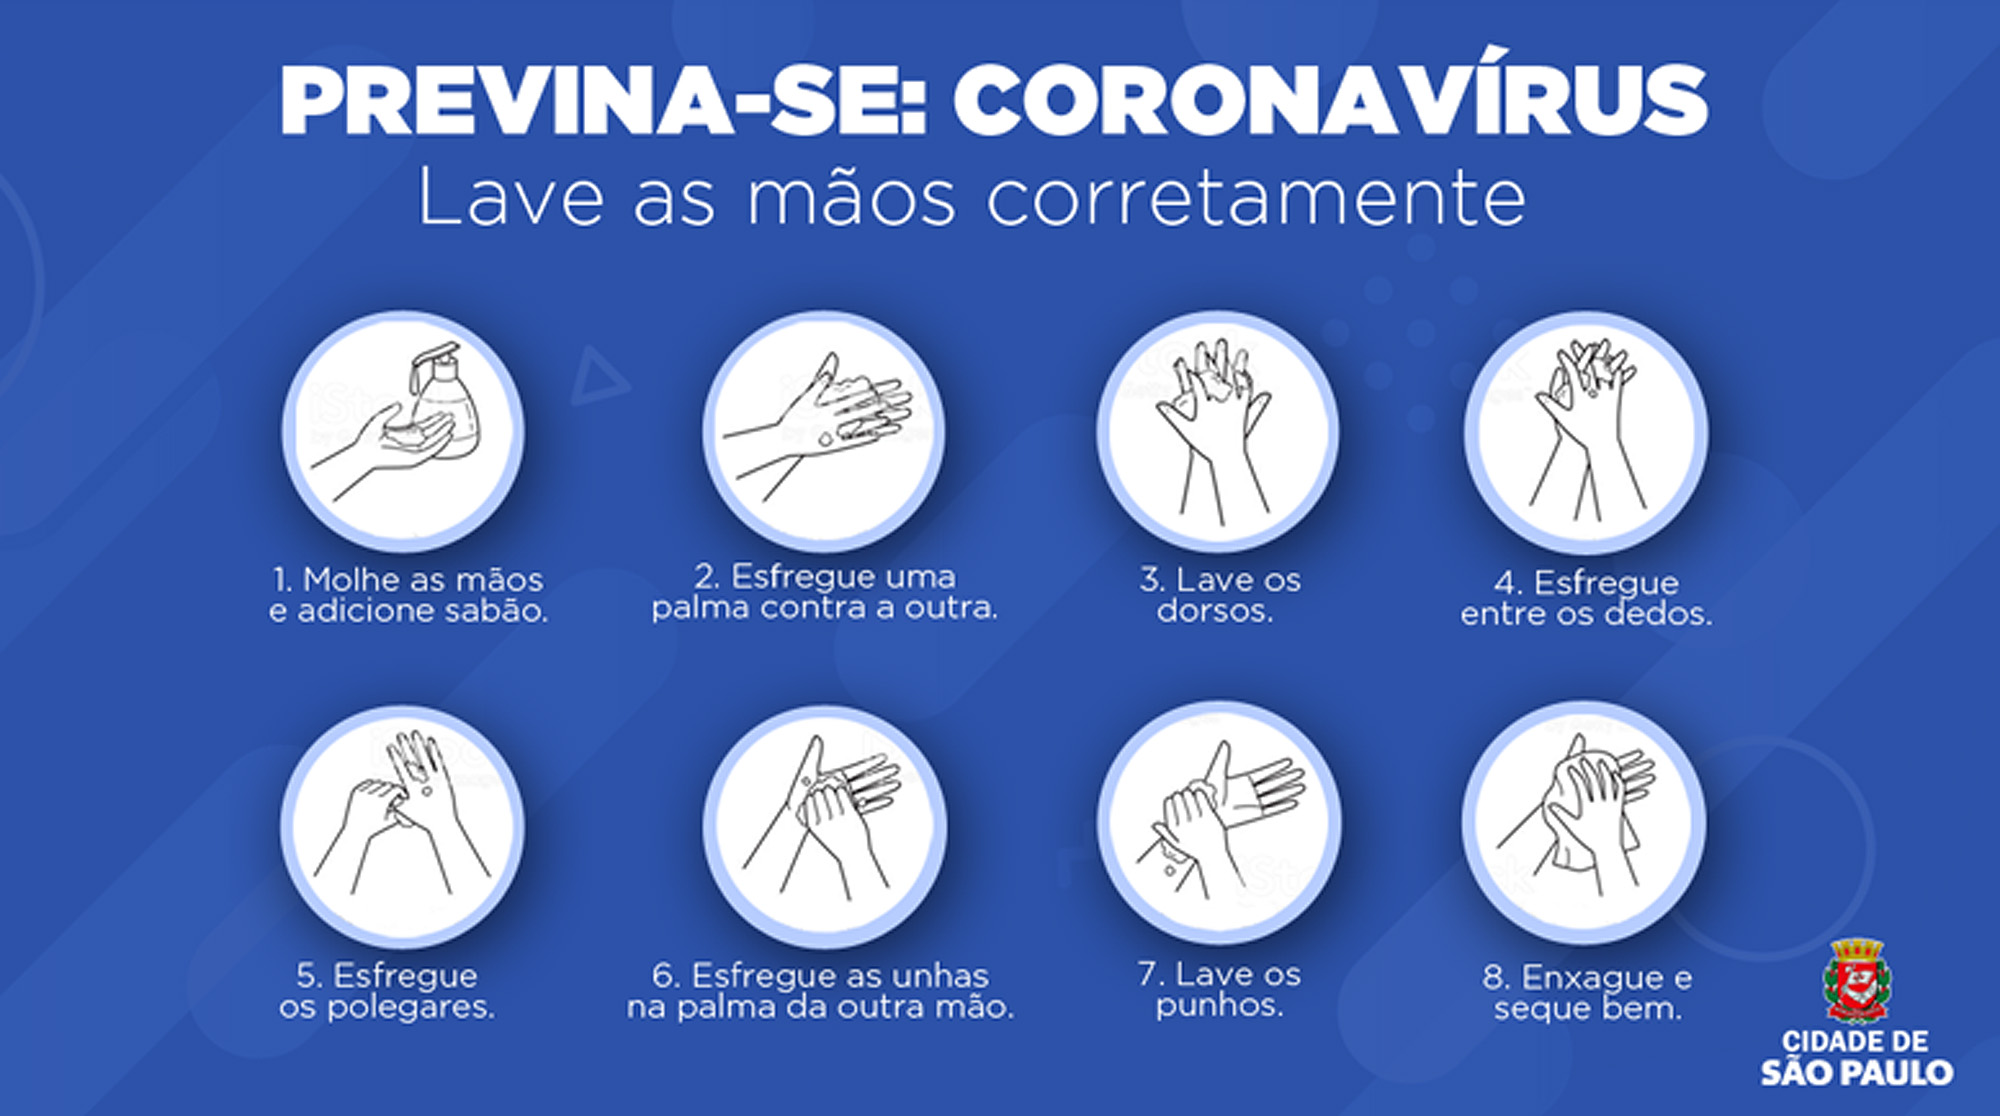 PREVINA-SE: CORONAVÍRUS
Lave as mãos corretamente
1. Molhe as mãos
e adicione sabão.
2. Esfregue uma
palma contra a outra.
3. Lave os
dorsos.
4. Esfregue
entre os dedos.
5. Esfregue
os polegares.
6. Esfregue as unhas
na palma da outra mão.
7. Lave os
punhos.
8. Enxague e
seque bem.
CIDADE DE
SÃO PAULO